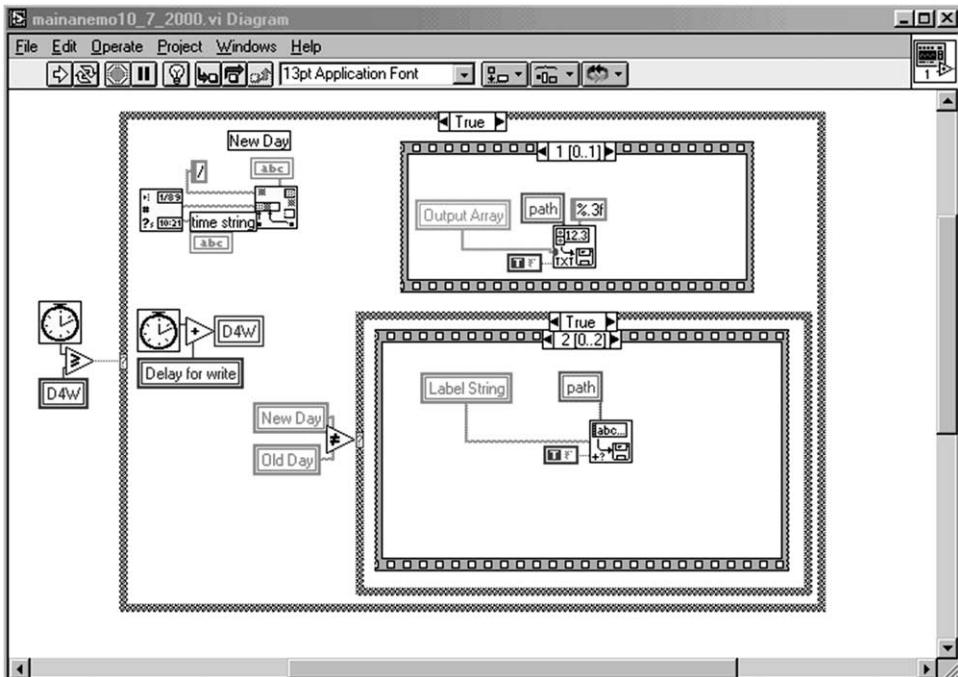 mainanemo10_7_2000.vi Diagram
File Edit Operate Project Windows Help
13pt Application Font
1
True
New Day
abc
/
1/89
10:21
time string
abc
1 [0..1]
Output Array
path
%.3f
12.3
TXT
T F
D4W
D4W
Delay for write
New Day
Old Day
True
2 [0..2]
Label String
path
abc...
T F
+?